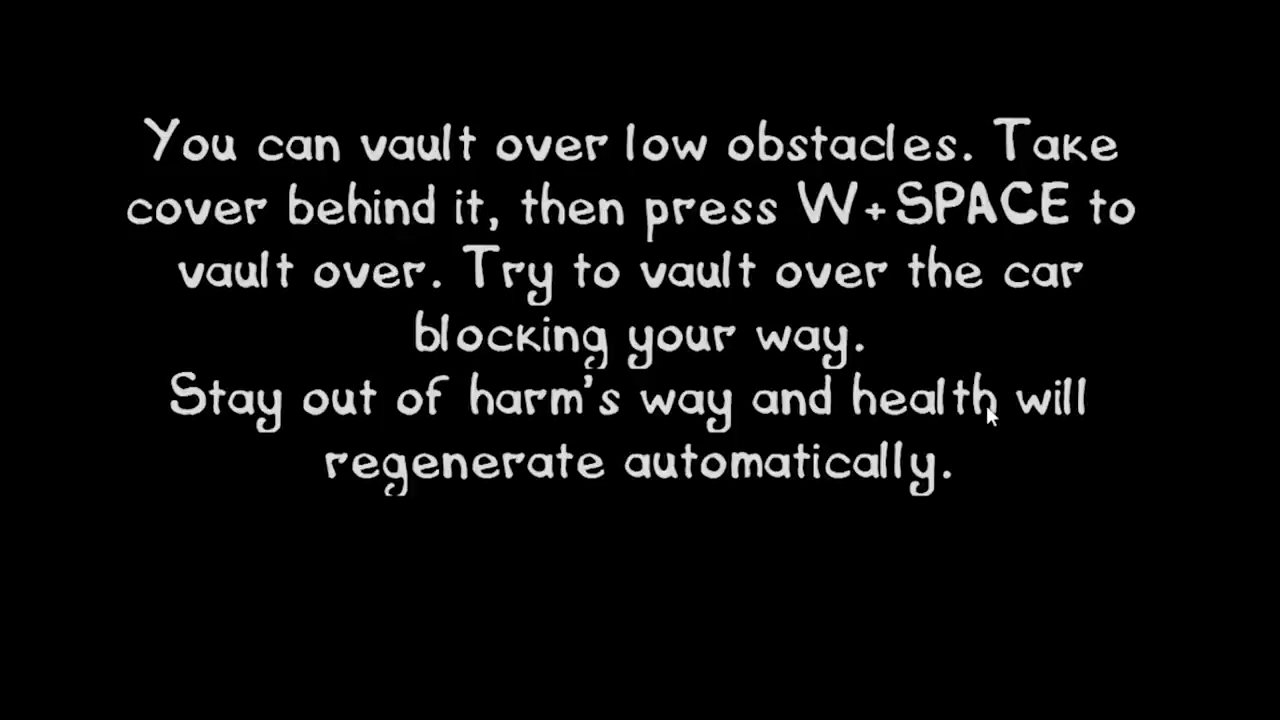 You can vault over low obstacles. Take
cover behind it, then press W+SPACE to
vault over. Try to vault over the car
blocking your way.
Stay out of harm's way and health will
regenerate automatically.